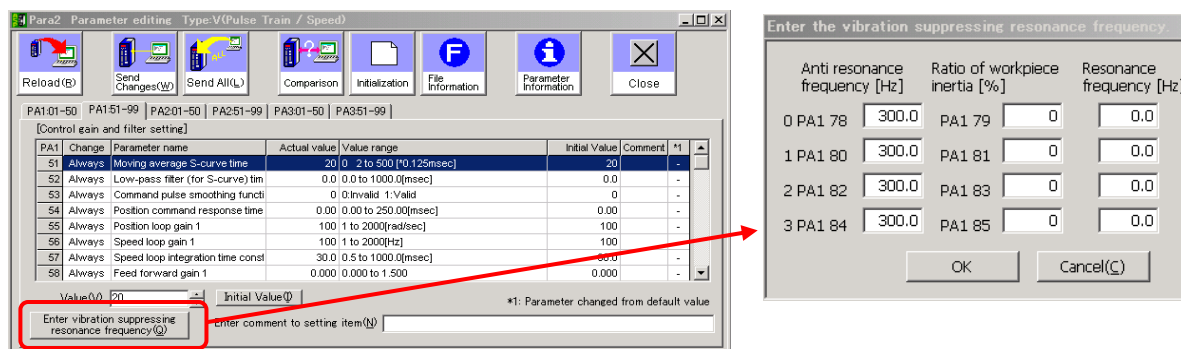 Para2 Parameter editing Type:V(Pulse Train / Speed)
Reload(R)
Send Changes(W)
ALL
Send All(L)
Comparison
Initialization
F
File Information
Parameter Information
Close
PA1:01-50 PA1:51-99 PA2:01-50 PA2:51-99 PA3:01-50 PA3:51-99
[Control gain and filter setting]
PA1 Change Parameter name Actual value Value range Initial Value Comment *1
51 Always Moving average S-curve time 20 0 2 to 500 [*0.125msec] 20 -
52 Always Low-pass filter (for S-curve) tim 0.0 0.0 to 1000.0[msec] 0.0 -
53 Always Command pulse smoothing functi 0 0:Invalid 1:Valid 0 -
54 Always Position command response time 0.00 0.00 to 250.00[msec] 0.00 -
55 Always Position loop gain 1 100 1 to 2000[rad/sec] 100 -
56 Always Speed loop gain 1 100 1 to 2000[Hz] 100 -
57 Always Speed loop integration time const 30.0 0.5 to 1000.0[msec] -
58 Always Feed forward gain 1 0.000 0.000 to 1.500 0.000 -
Value(V) 20 Initial Value(I) *1: Parameter changed from default value
Enter vibration suppressing resonance frequency(Q)
Enter comment to setting item(N)
Enter the vibration suppressing resonance frequency.
Anti resonance frequency [Hz]
Ratio of workpiece inertia [%]
Resonance frequency [Hz]
0 PA1 78 300.0 PA1 79 0 0.0
1 PA1 80 300.0 PA1 81 0 0.0
2 PA1 82 300.0 PA1 83 0 0.0
3 PA1 84 300.0 PA1 85 0 0.0
OK Cancel(C)